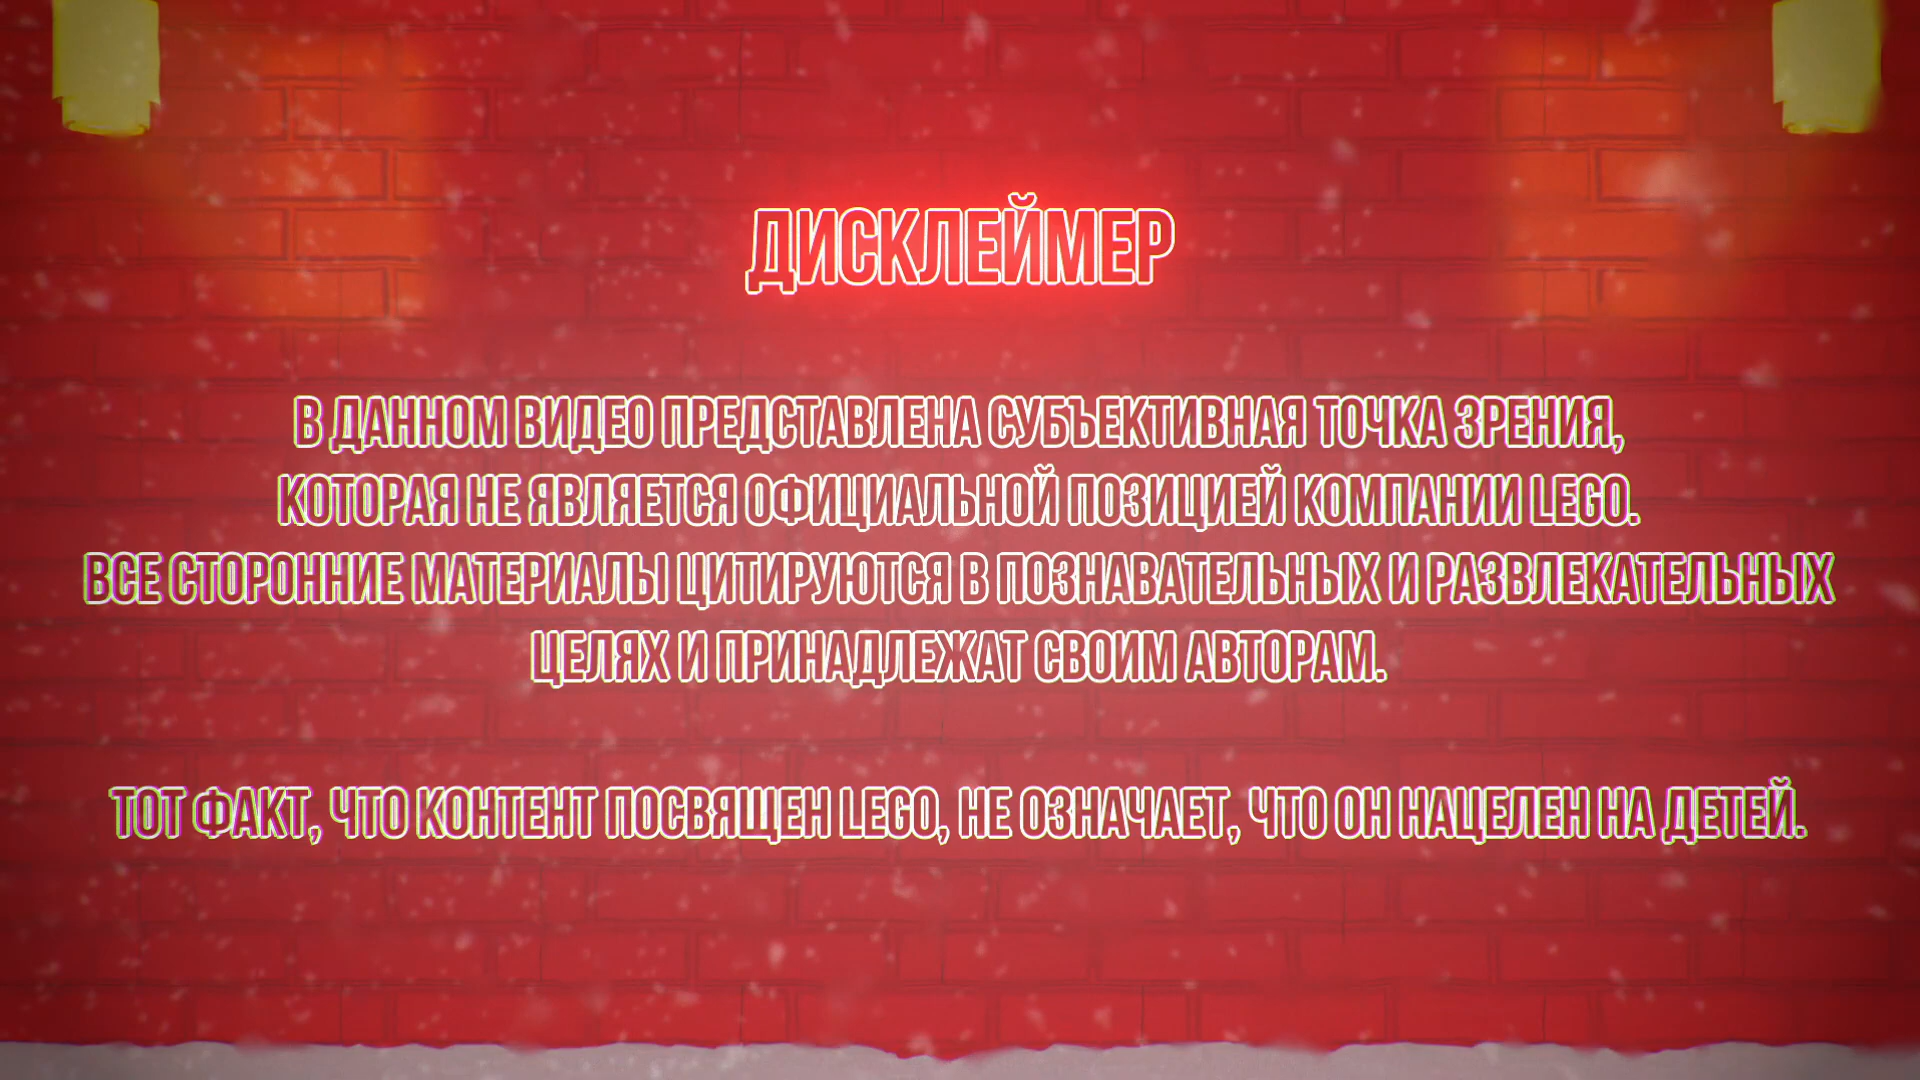 ДИСКЛЕЙМЕР
В ДАННОМ ВИДЕО ПРЕДСТАВЛЕНА СУБЪЕКТИВНАЯ ТОЧКА ЗРЕНИЯ,
КОТОРАЯ НЕ ЯВЛЯЕТСЯ ОФИЦИАЛЬНОЙ ПОЗИЦИЕЙ КОМПАНИИ LEGO.
ВСЕ СТОРОННИЕ МАТЕРИАЛЫ ЦИТИРУЮТСЯ В ПОЗНАВАТЕЛЬНЫХ И РАЗВЛЕКАТЕЛЬНЫХ
ЦЕЛЯХ И ПРИНАДЛЕЖАТ СВОИМ АВТОРАМ.
ТОТ ФАКТ, ЧТО КОНТЕНТ ПОСВЯЩЕН LEGO, НЕ ОЗНАЧАЕТ, ЧТО ОН НАЦЕЛЕН НА ДЕТЕЙ.